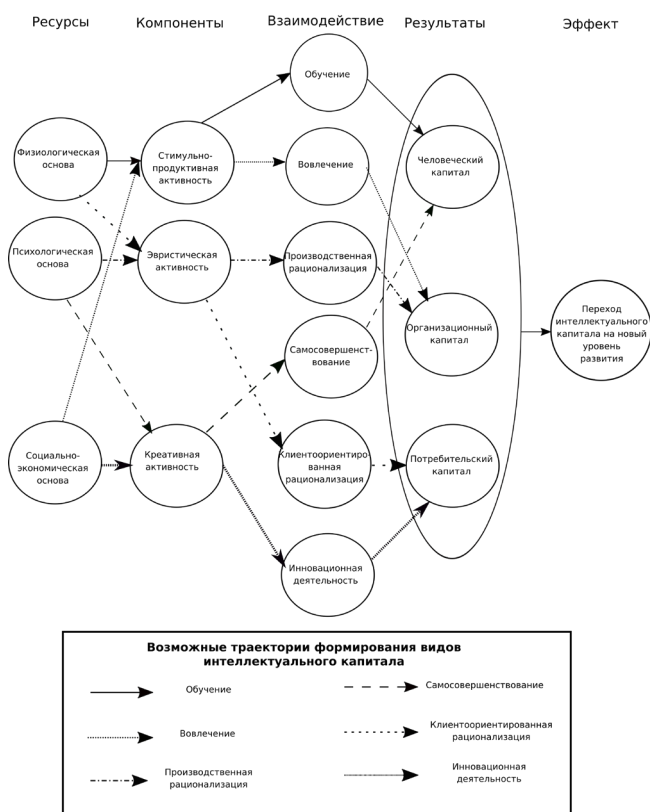 Ресурсы
Компоненты
Взаимодействие
Результаты
Эффект
Обучение
Физиологическая
основа
Стимульно-
продуктивная
активность
Вовлечение
Человеческий
капитал
Психологическая
основа
Эвристическая
активность
Производственная
рационализация
Организационный
капитал
Самосовершенст-
вование
Переход
интеллектуального
капитала на новый
уровень
развития
Социально-
экономическая
основа
Креативная
активность
Клиентоориентиро-
ванная
рационализация
Потребительский
капитал
Инновационная
деятельность
Возможные траектории формирования видов
интеллектуального капитала
Обучение
Самосовершенствование
Вовлечение
Клиентоориентированная
рационализация
Производственная
рационализация
Инновационная
деятельность